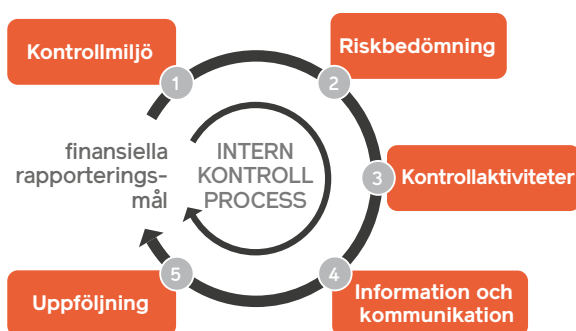 Kontrollmiljö
1
Riskbedömning
2
finansiella
rapporterings-
mål
INTERN
KONTROLL
PROCESS
3
Kontrollaktiviteter
4
Information och
kommunikation
5
Uppföljning